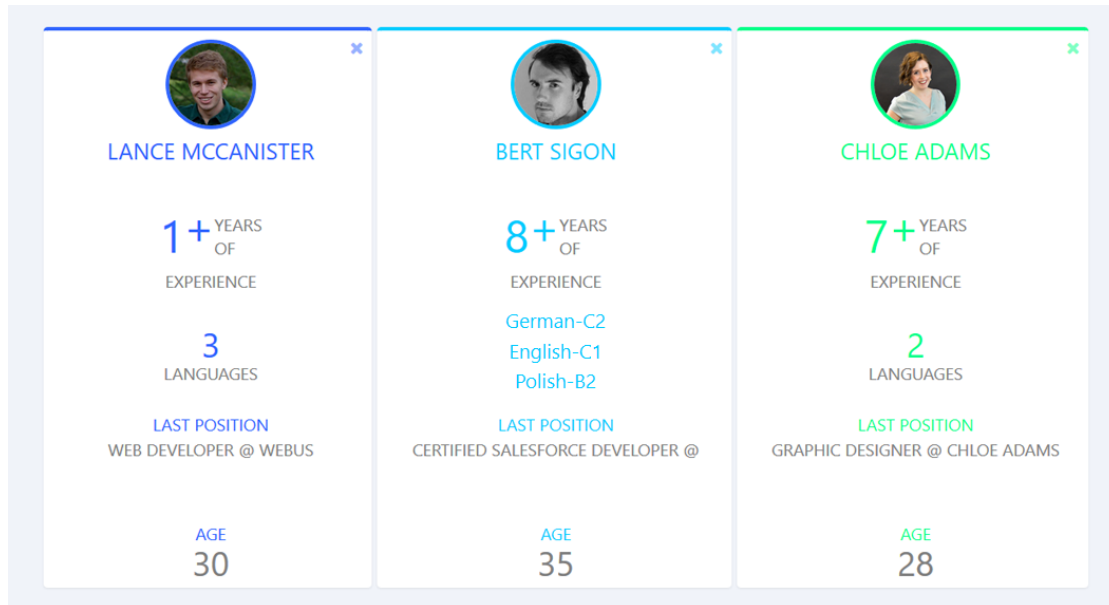 LANCE MCCANISTER
1+ YEARS
OF
EXPERIENCE
3
LANGUAGES
LAST POSITION
WEB DEVELOPER @ WEBUS
AGE
30
BERT SIGON
8+ YEARS
OF
EXPERIENCE
German-C2
English-C1
Polish-B2
LAST POSITION
CERTIFIED SALESFORCE DEVELOPER @
AGE
35
CHLOE ADAMS
7+ YEARS
OF
EXPERIENCE
2
LANGUAGES
LAST POSITION
GRAPHIC DESIGNER @ CHLOE ADAMS
AGE
28